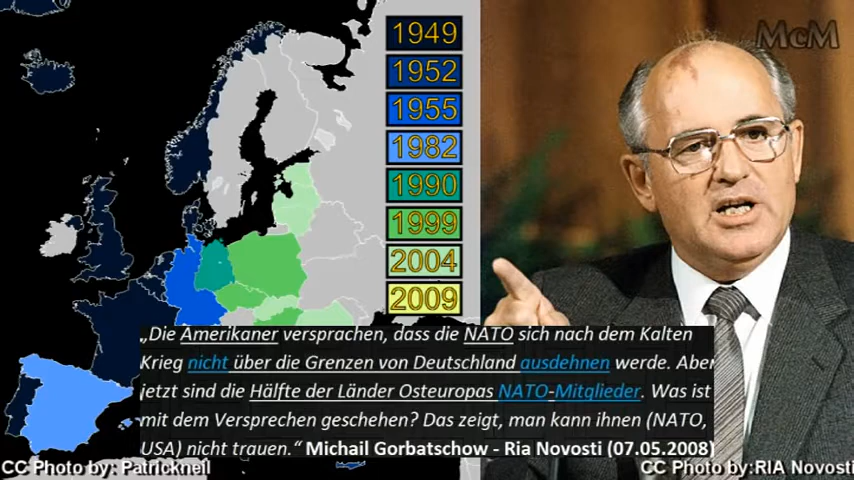 McM
1949
1952
1955
1982
1990
1999
2004
2009
„Die Amerikaner versprachen, dass die NATO sich nach dem Kalten
Krieg nicht über die Grenzen von Deutschland ausdehnen werde. Aber
jetzt sind die Hälfte der Länder Osteuropas NATO-Mitglieder. Was ist
mit dem Versprechen geschehen? Das zeigt, man kann ihnen (NATO,
USA) nicht trauen.“ Michail Gorbatschow - Ria Novosti (07.05.2008)
CC Photo by: Patrickneil
CC Photo by:RIA Novosti